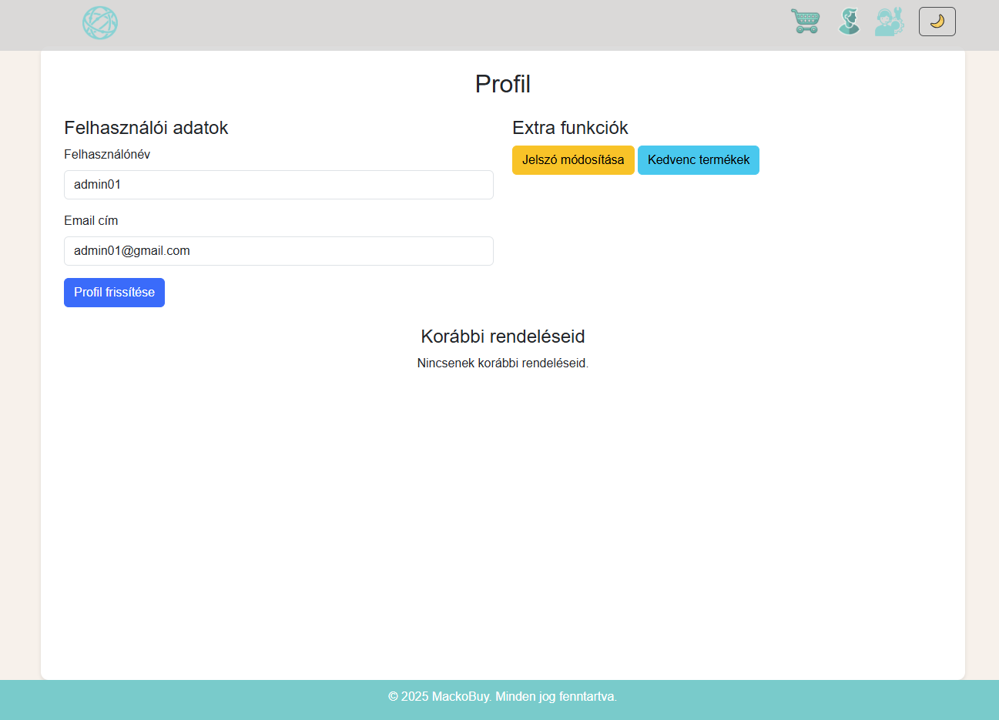 Profil
Felhasználói adatok
Felhasználónév
admin01
Email cím
admin01@gmail.com
Profil frissítése
Extra funkciók
Jelszó módosítása Kedvenc termékek
Korábbi rendeléseid
Nincsenek korábbi rendeléseid.
© 2025 MackoBuy. Minden jog fenntartva.